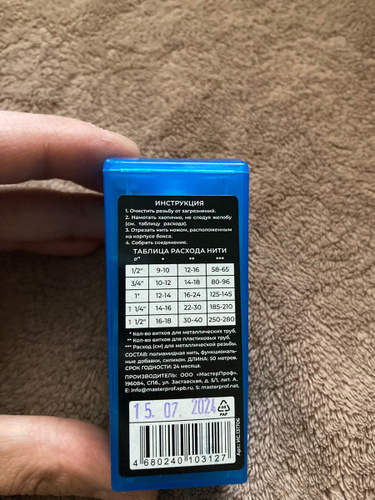 ИНСТРУКЦИЯ
1. Очистить резьбу от загрязнений.
2. Намотать хаотично, не следуя желобу
(см. таблицу расхода).
3. Отрезать нить ножом, расположенным
на корпусе бокса.
4. Собрать соединение.
ТАБЛИЦА РАСХОДА НИТИ
d" * ** ***
1/2" 9-10 12-16 58-65
3/4" 10-12 14-18 80-96
1" 12-14 16-24 125-145
1 1/4" 14-16 22-30 185-210
1 1/2" 16-18 30-40 250-280
* Кол-во витков для металлических труб.
** Кол-во витков для пластиковых труб.
*** Расход (см) для металлической резьбы.
СОСТАВ: полиамидная нить, функциональ-
ные добавки, силикон. ДЛИНА: 50 метров.
СРОК ГОДНОСТИ: 24 месяца.
ПРОИЗВОДИТЕЛЬ: ООО «МастерПроф»,
196084, СПб, ул. Заставская, д. 5/1, лит. А.
E: info@masterprof.spb.ru S: masterprof.net
15. 07. 2024
PAP
4 680240 103127